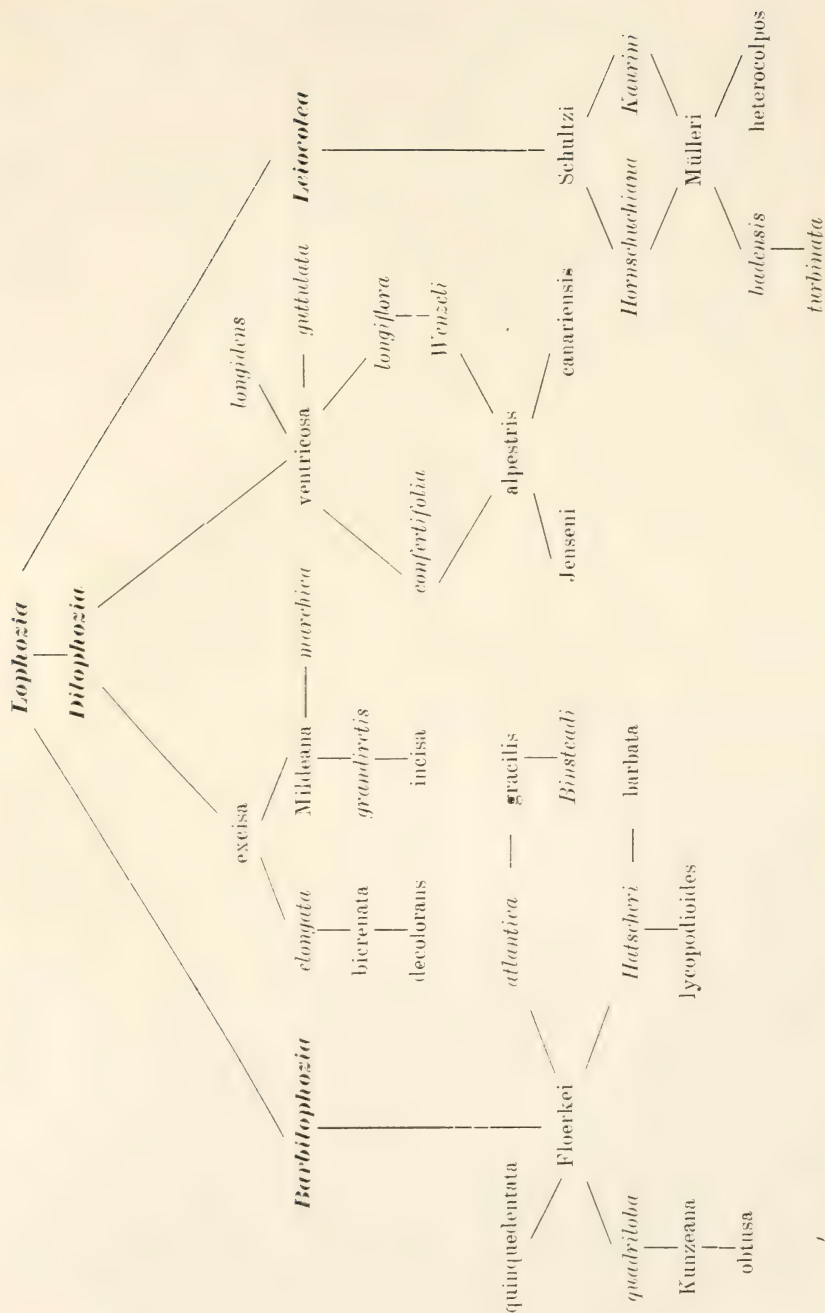 Lophozia
Dilophozia
Barbilophozia
Leiocolea
excisa
longidens
elongata
Mildeana
marchica
ventricosa
guttulata
bicrenata
grandiretis
longiflora
decolorans
incisa
confertifolia
Wenzeli
quinquedentata
atlantica
gracilis
alpestris
Floerkei
Binsteadi
Jenseni
canariensis
Schultzi
quadriloba
Hatscheri
barbata
Hornschuchiana
Kaurini
Kunzeana
lycopodioides
Mülleri
obtusa
badensis
heterocolpos
turbinata